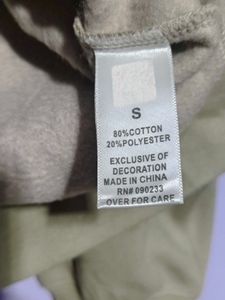 S
80%COTTON
20%POLYESTER
EXCLUSIVE OF
DECORATION
MADE IN CHINA
RN# 090233
OVER FOR CARE